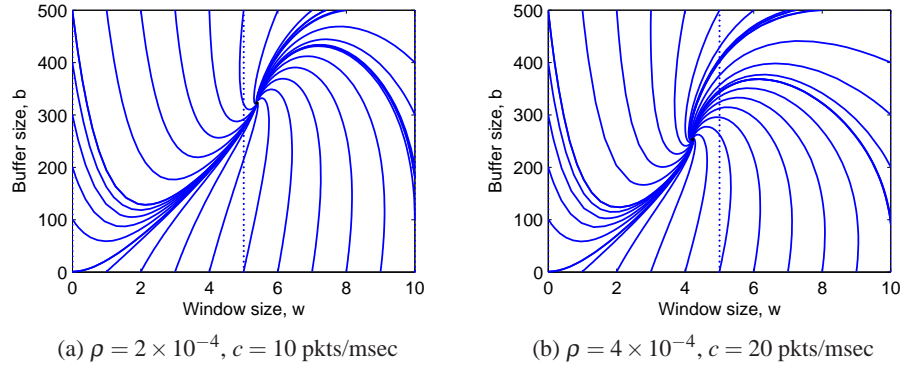 500
400
300
200
100
0
Buffer size, b
0 2 4 6 8 10
Window size, w
(a) ρ = 2 × 10⁻⁴, c = 10 pkts/msec
500
400
300
200
100
0
Buffer size, b
0 2 4 6 8 10
Window size, w
(b) ρ = 4 × 10⁻⁴, c = 20 pkts/msec